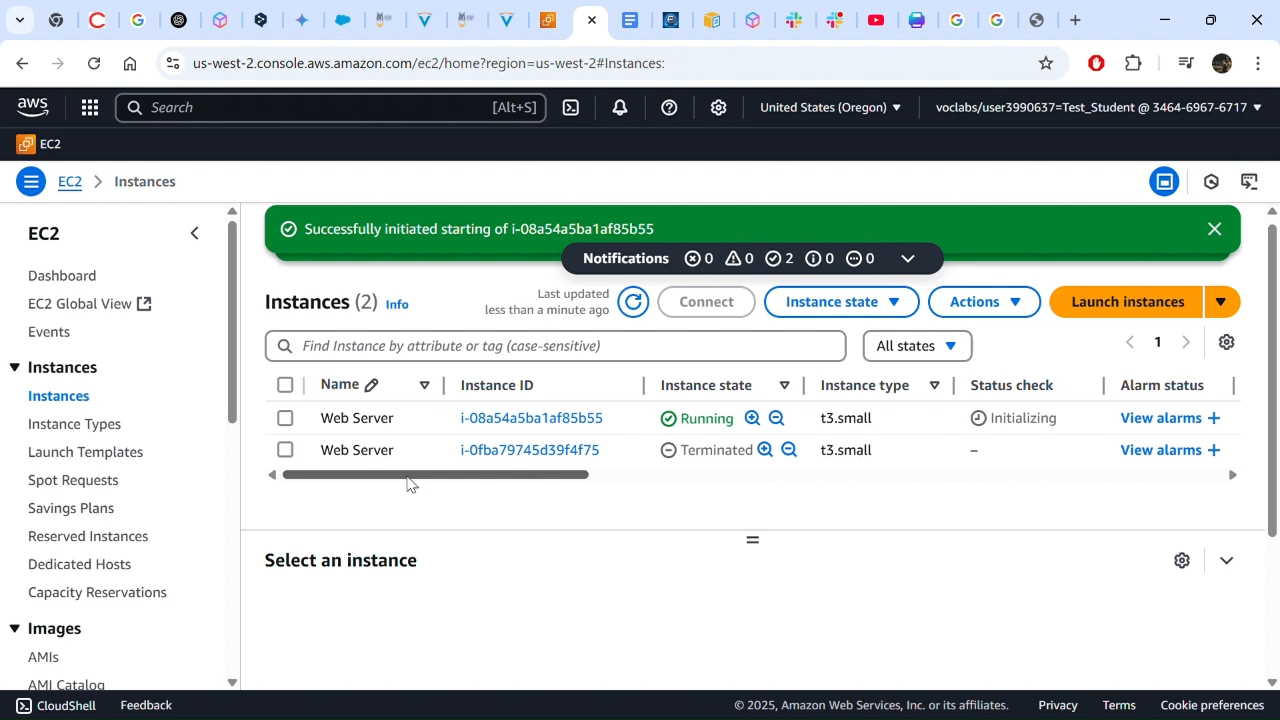 us-west-2.console.aws.amazon.com/ec2/home?region=us-west-2#Instances:
aws
Search
[Alt+S]
United States (Oregon)
voclabs/user3990637=Test_Student @ 3464-6967-6717
EC2
EC2
Instances
EC2
Dashboard
EC2 Global View
Events
Instances
Instances
Instance Types
Launch Templates
Spot Requests
Savings Plans
Reserved Instances
Dedicated Hosts
Capacity Reservations
Images
AMIs
AMI Catalog
Successfully initiated starting of i-08a54a5ba1af85b55
Notifications 0 0 2 0 0
Instances (2) Info
Last updated
less than a minute ago
Connect
Instance state
Actions
Launch instances
Find Instance by attribute or tag (case-sensitive)
All states
1
Name Instance ID Instance state Instance type Status check Alarm status
Web Server i-08a54a5ba1af85b55 Running t3.small Initializing View alarms +
Web Server i-0fba79745d39f4f75 Terminated t3.small – View alarms +
Select an instance
CloudShell
Feedback
© 2025, Amazon Web Services, Inc. or its affiliates.
Privacy
Terms
Cookie preferences